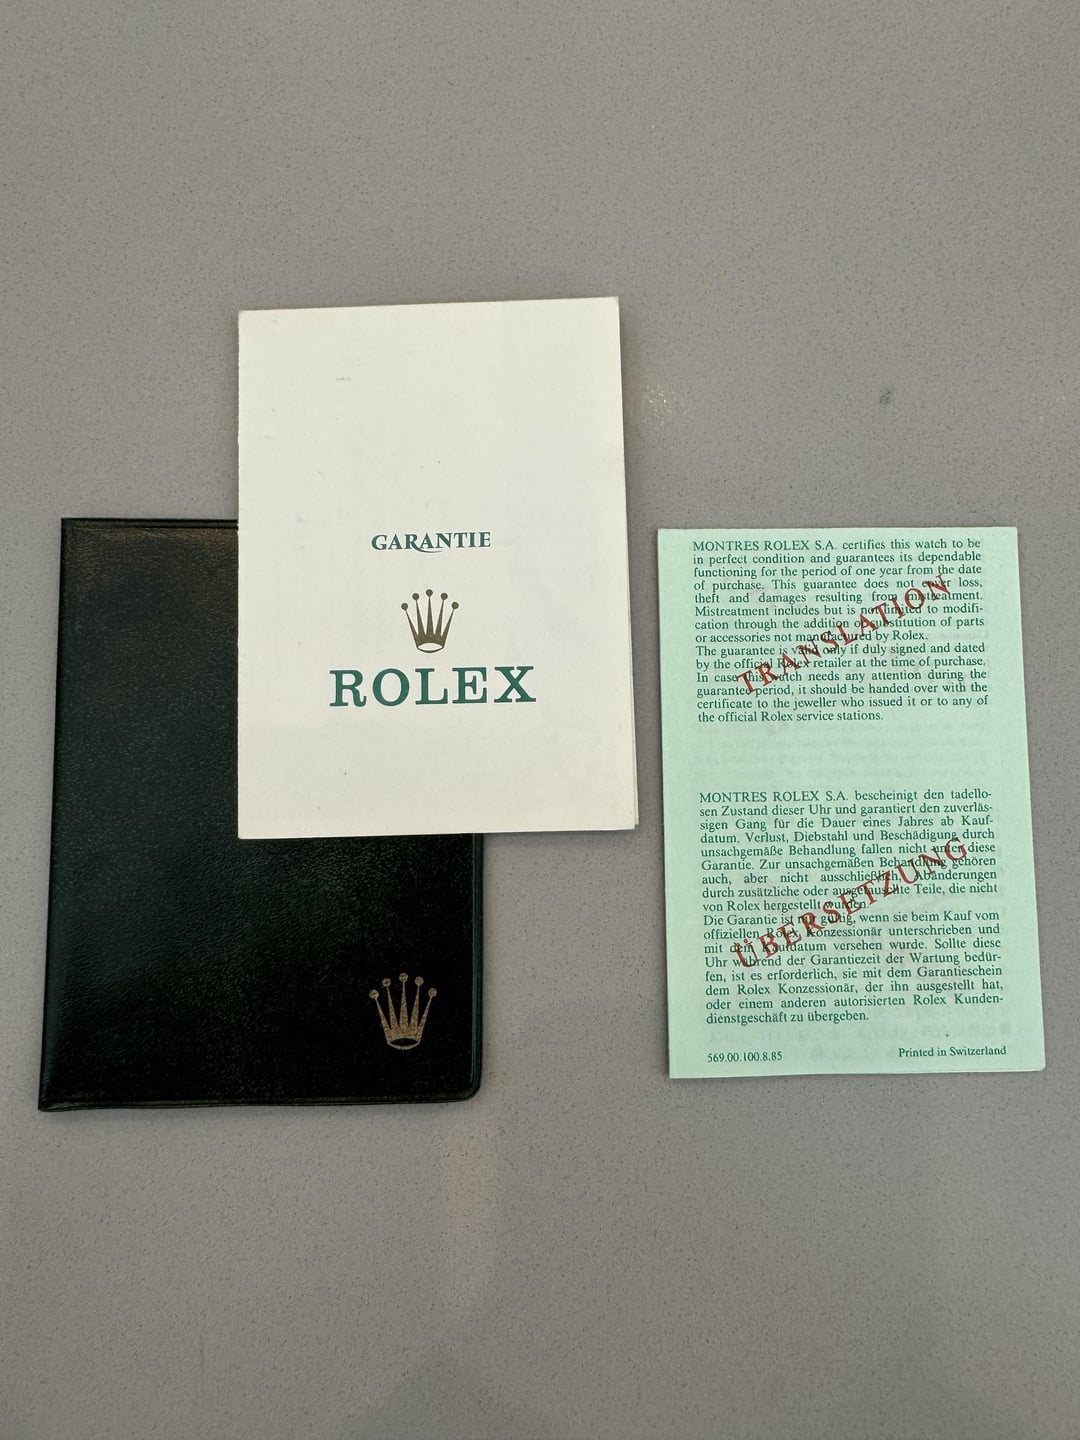 GARANTIE
ROLEX
MONTRES ROLEX S.A. certifies this watch to be
in perfect condition and guarantees its dependable
functioning for the period of one year from the date
of purchase. This guarantee does not cover loss,
theft and damages resulting from mistreatment.
Mistreatment includes but is not limited to modifi-
cation through the addition or substitution of parts
or accessories not manufactured by Rolex.
The guarantee is valid only if duly signed and dated
by the official Rolex retailer at the time of purchase.
In case this watch needs any attention during the
guarantee period, it should be handed over with the
certificate to the jeweller who issued it or to any of
the official Rolex service stations.
TRANSLATION
MONTRES ROLEX S.A. bescheinigt den tadello-
sen Zustand dieser Uhr und garantiert den zuverläs-
sigen Gang für die Dauer eines Jahres ab Kauf-
datum. Verlust, Diebstahl und Beschädigung durch
unsachgemäße Behandlung fallen nicht unter diese
Garantie. Zur unsachgemäßen Behandlung gehören
auch, aber nicht ausschließlich, Abänderungen
durch zusätzliche oder ausgetauschte Teile, die nicht
von Rolex hergestellt wurden.
Die Garantie ist nur gültig, wenn sie beim Kauf vom
offiziellen Rolex Konzessionär unterschrieben und
mit dem Kaufdatum versehen wurde. Sollte diese
Uhr während der Garantiezeit der Wartung bedür-
fen, ist es erforderlich, sie mit dem Garantieschein
dem Rolex Konzessionär, der ihn ausgestellt hat,
oder einem anderen autorisierten Rolex Kunden-
dienstgeschäft zu übergeben.
ÜBERSETZUNG
569.00.100.8.85 Printed in Switzerland